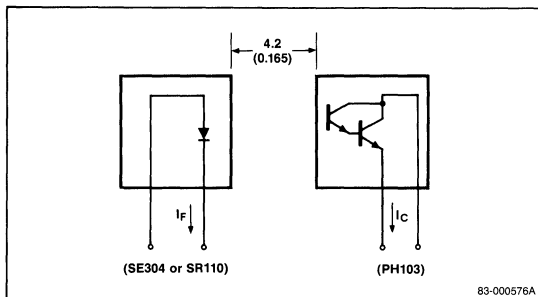 4.2
(0.165)
IF
IC
(SE304 or SR110)
(PH103)
83-000576A